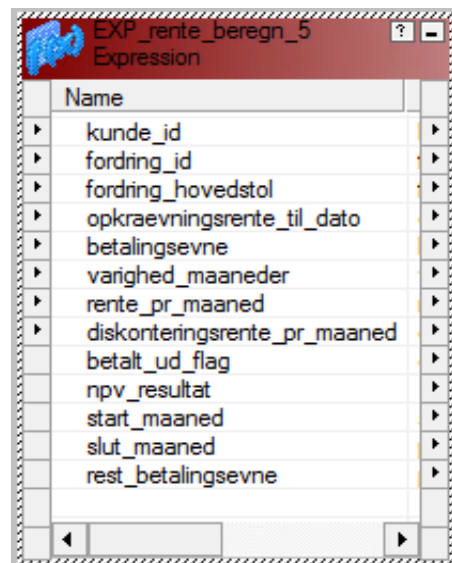 EXP_rente_beregn_5
?
Expression
Name
kunde_id
fordring_id
fordring_hovedstol
opkraevningsrente_til_dato
betalingsevne
varighed_maaneder
rente_pr_maaned
diskonteringsrente_pr_maaned
betalt_ud_flag
npv_resultat
start_maaned
slut_maaned
rest_betalingsevne